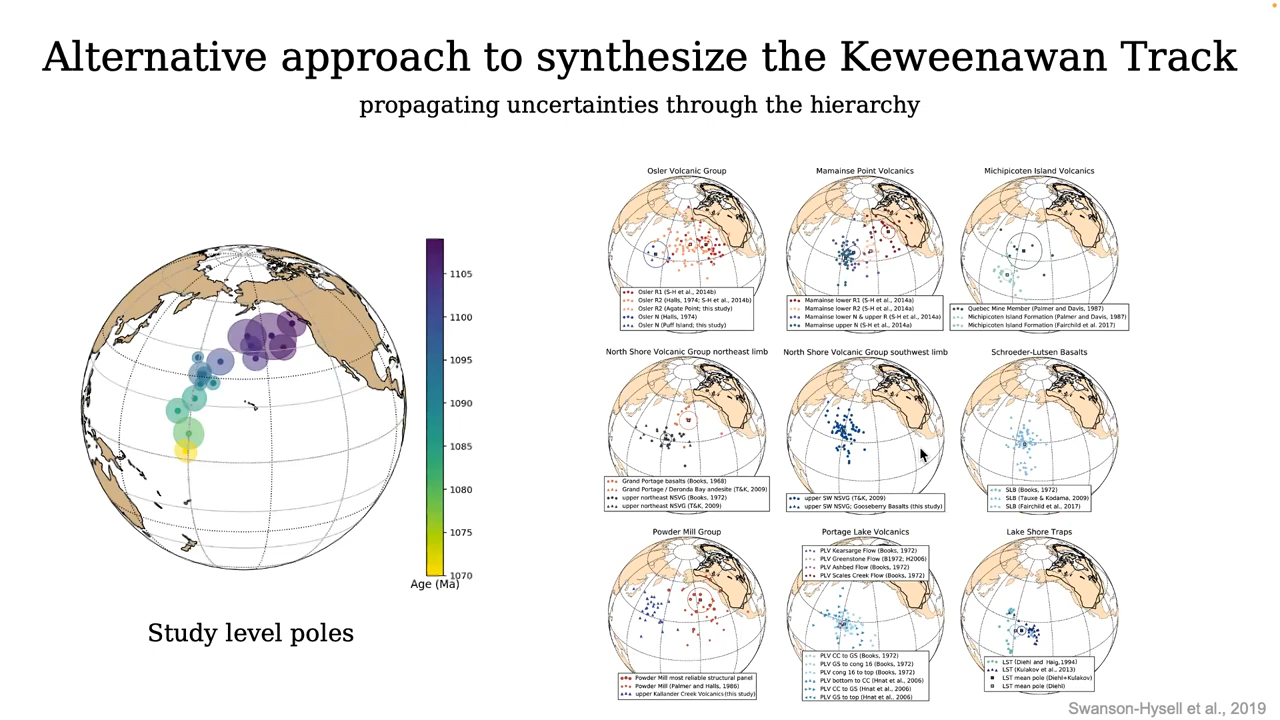 Alternative approach to synthesize the Keweenawan Track
propagating uncertainties through the hierarchy
1105
1100
1095
1090
1085
1080
1075
1070
Age (Ma)
Study level poles
Osler Volcanic Group
Osler R1 (S-H et al., 2014b)
Osler R2 (Halls, 1974; S-H et al., 2014b)
Osler R2 (Agate Point; this study)
Osler N (Halls, 1974)
Osler N (Puff Island; this study)
Mamainse Point Volcanics
Mamainse lower R1 (S-H et al., 2014a)
Mamainse lower R2 (S-H et al., 2014a)
Mamainse lower N & upper R (S-H et al., 2014a)
Mamainse upper N (S-H et al., 2014a)
Michipicoten Island Volcanics
Quebec Mine Member (Palmer and Davis, 1987)
Michipicoten Island Formation (Palmer and Davis, 1987)
Michipicoten Island Formation (Fairchild et al. 2017)
North Shore Volcanic Group northeast limb
Grand Portage basalts (Books, 1968)
Grand Portage / Deronda Bay andesite (T&K, 2009)
upper northeast NSVG (Books, 1972)
upper northeast NSVG (T&K, 2009)
North Shore Volcanic Group southwest limb
upper SW NSVG (T&K, 2009)
upper SW NSVG; Gooseberry Basalts (this study)
Schroeder-Lutsen Basalts
SLB (Books, 1972)
SLB (Tauxe & Kodama, 2009)
SLB (Fairchild et al., 2017)
Powder Mill Group
Powder Mill most reliable structural panel
Powder Mill (Palmer and Halls, 1986)
upper Kallander Creek Volcanics (this study)
Portage Lake Volcanics
PLV Kearsarge Flow (Books, 1972)
PLV Greenstone Flow (B1972; H2006)
PLV Ashbed Flow (Books, 1972)
PLV Scales Creek Flow (Books, 1972)
PLV CC to GS (Books, 1972)
PLV GS to cong 16 (Books, 1972)
PLV cong 16 to top (Books, 1972)
PLV bottom to CC (Hnat et al., 2006)
PLV CC to GS (Hnat et al., 2006)
PLV GS to top (Hnat et al., 2006)
Lake Shore Traps
LST (Diehl and Haig,1994)
LST (Kulakov et al., 2013)
LST mean pole (Diehl+Kulakov)
LST mean pole (Diehl)
Swanson-Hysell et al., 2019